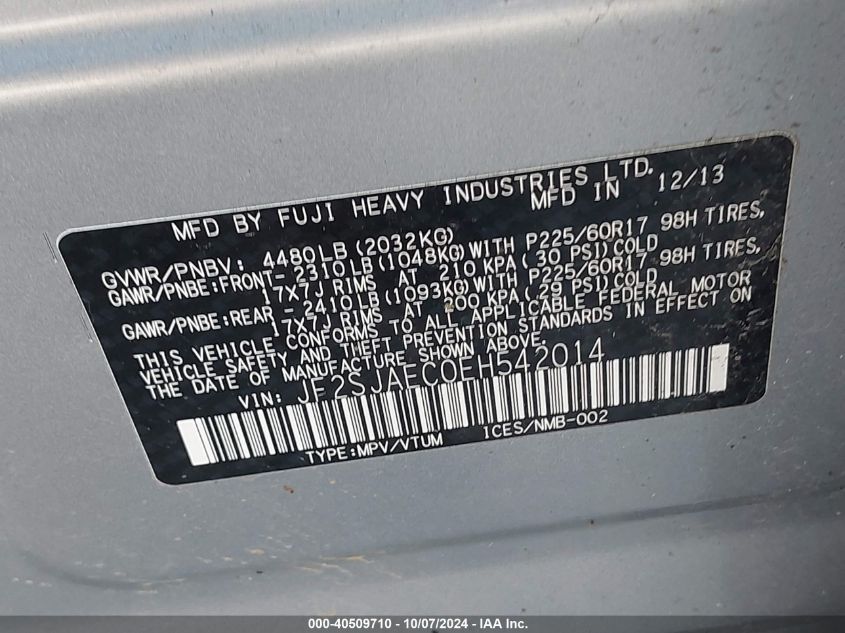 MFD BY FUJI HEAVY INDUSTRIES LTD.
MFD IN 12/13
GVWR/PNBV: 4480LB(2032KG)
GAWR/PNBE:FRONT- 2310LB(1048KG)WITH P225/60R17 98H TIRES,
17X7J RIMS AT 210 KPA(30 PSI)COLD
GAWR/PNBE:REAR - 2410LB(1093KG)WITH P225/60R17 98H TIRES,
17X7J RIMS AT 200 KPA(29 PSI)COLD
THIS VEHICLE CONFORMS TO ALL APPLICABLE FEDERAL MOTOR
VEHICLE SAFETY AND THEFT PREVENTION STANDARDS IN EFFECT ON
THE DATE OF MANUFACTURE SHOWN ABOVE.
VIN: JF2SJAEC0EH542014
TYPE:MPV/VTUM ICES/NMB-002
000-40509710 - 10/07/2024 - IAA Inc.